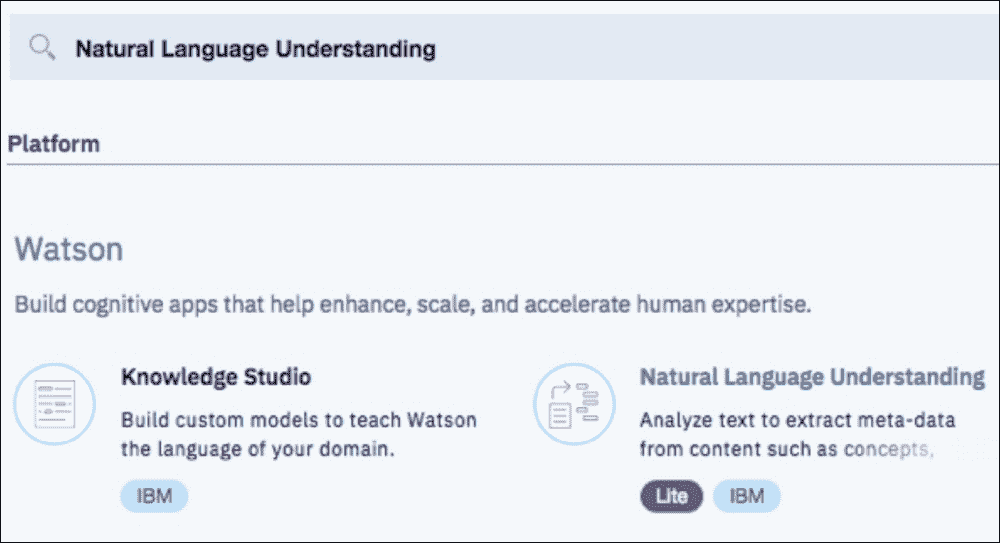 Natural Language Understanding
Platform
Watson
Build cognitive apps that help enhance, scale, and accelerate human expertise.
Knowledge Studio
Build custom models to teach Watson
the language of your domain.
IBM
Natural Language Understanding
Analyze text to extract meta-data
from content such as concepts,
Lite
IBM